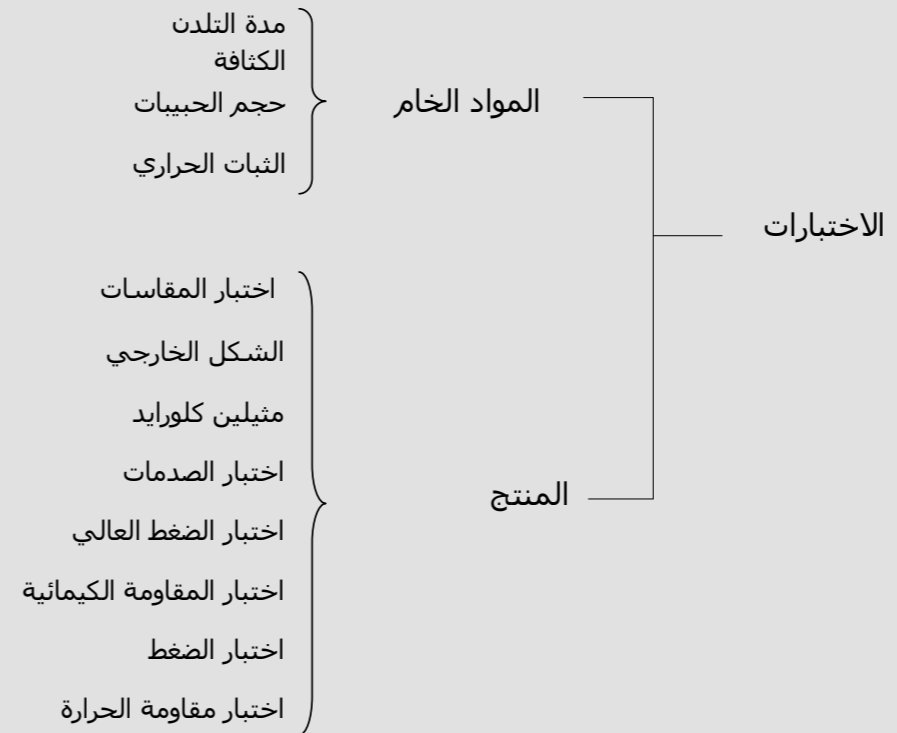 الاختبارات
المواد الخام
مدة التلدن
الكثافة
حجم الحبيبات
الثبات الحراري
المنتج
اختبار المقاسات
الشكل الخارجي
مثيلين كلورايد
اختبار الصدمات
اختبار الضغط العالي
اختبار المقاومة الكيمائية
اختبار الضغط
اختبار مقاومة الحرارة